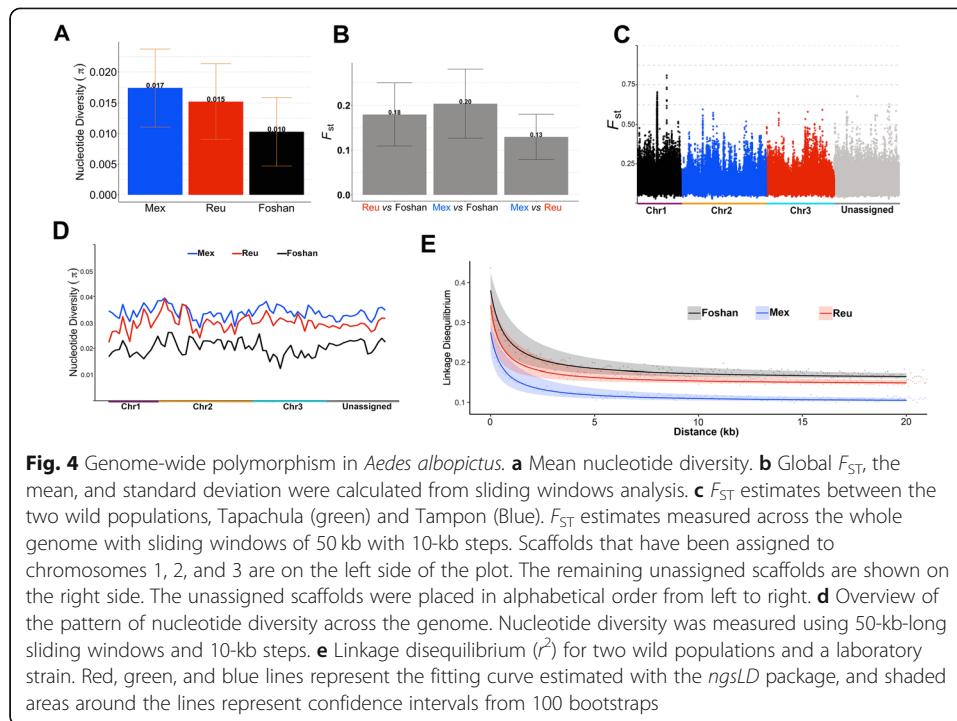 A
Nucleotide Diversity (π)
0.020
0.015
0.010
0.005
0.000
0.017
0.015
0.010
Mex
Reu
Foshan
B
Fst
0.2
0.1
0.0
0.18
0.20
0.13
Reu vs Foshan
Mex vs Foshan
Mex vs Reu
C
Fst
0.75
0.50
0.25
Chr1
Chr2
Chr3
Unassigned
D
Mex
Reu
Foshan
Nucleotide Diversity (π)
0.05
0.04
0.03
0.02
0.01
Chr1
Chr2
Chr3
Unassigned
E
Linkage Disequilibrium
0.4
0.3
0.2
0.1
Foshan
Mex
Reu
0
5
10
15
20
Distance (kb)
Fig. 4 Genome-wide polymorphism in Aedes albopictus. a Mean nucleotide diversity. b Global FST, the
mean, and standard deviation were calculated from sliding windows analysis. c FST estimates between the
two wild populations, Tapachula (green) and Tampon (Blue). FST estimates measured across the whole
genome with sliding windows of 50 kb with 10-kb steps. Scaffolds that have been assigned to
chromosomes 1, 2, and 3 are on the left side of the plot. The remaining unassigned scaffolds are shown on
the right side. The unassigned scaffolds were placed in alphabetical order from left to right. d Overview of
the pattern of nucleotide diversity across the genome. Nucleotide diversity was measured using 50-kb-long
sliding windows and 10-kb steps. e Linkage disequilibrium (r²) for two wild populations and a laboratory
strain. Red, green, and blue lines represent the fitting curve estimated with the ngsLD package, and shaded
areas around the lines represent confidence intervals from 100 bootstraps